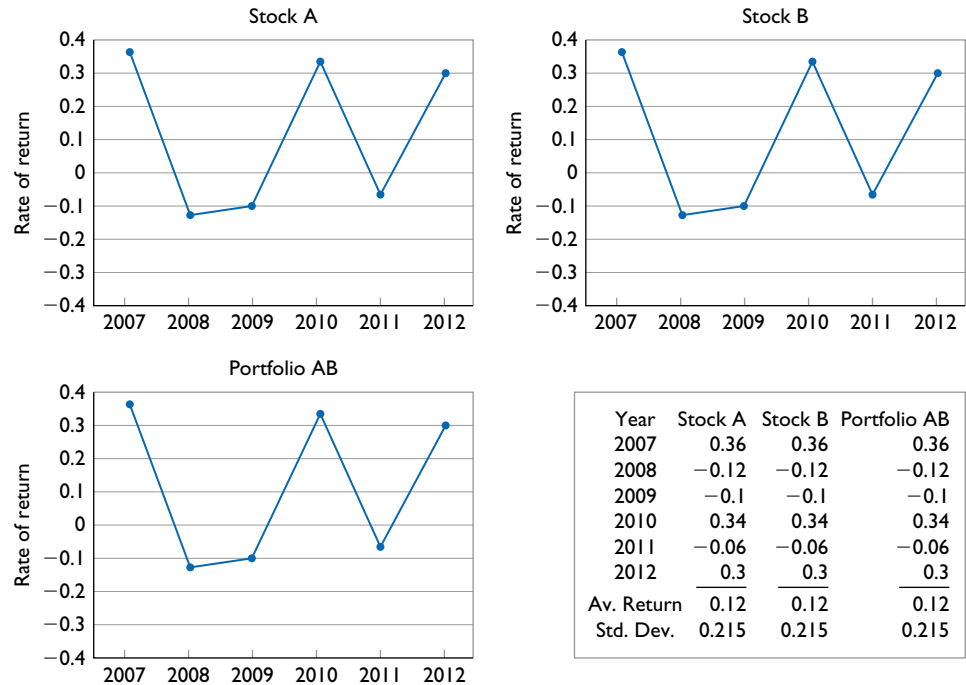 Stock A
Rate of return
0.4
0.3
0.2
0.1
0
−0.1
−0.2
−0.3
−0.4
2007 2008 2009 2010 2011 2012
Stock B
Rate of return
0.4
0.3
0.2
0.1
0
−0.1
−0.2
−0.3
−0.4
2007 2008 2009 2010 2011 2012
Portfolio AB
Rate of return
0.4
0.3
0.2
0.1
0
−0.1
−0.2
−0.3
−0.4
2007 2008 2009 2010 2011 2012
Year Stock A Stock B Portfolio AB
2007 0.36 0.36 0.36
2008 −0.12 −0.12 −0.12
2009 −0.1 −0.1 −0.1
2010 0.34 0.34 0.34
2011 −0.06 −0.06 −0.06
2012 0.3 0.3 0.3
Av. Return 0.12 0.12 0.12
Std. Dev. 0.215 0.215 0.215